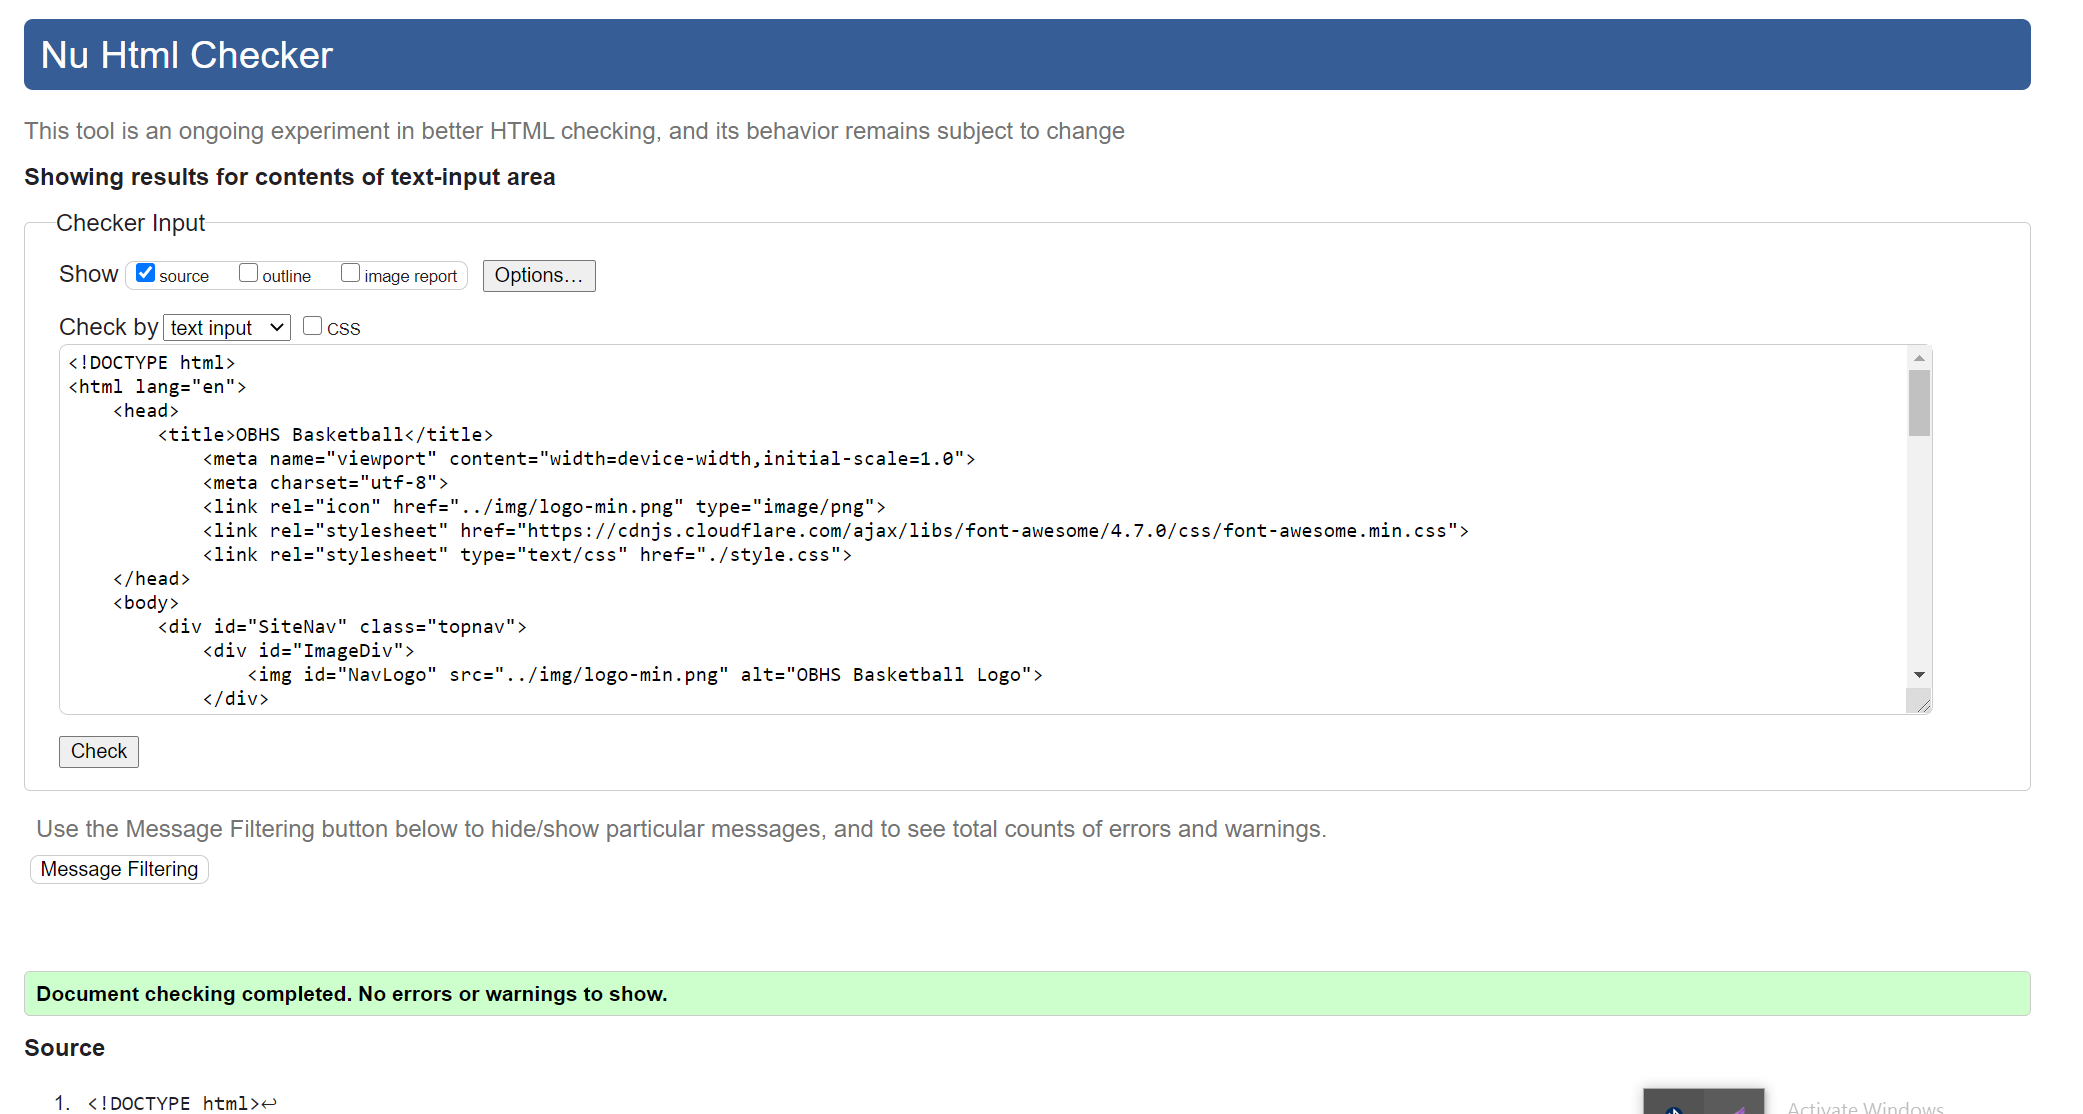 Nu Html Checker
This tool is an ongoing experiment in better HTML checking, and its behavior remains subject to change
Showing results for contents of text-input area
Checker Input
Show source outline image report Options...
Check by text input CSS
<!DOCTYPE html>
<html lang="en">
    <head>
        <title>OBHS Basketball</title>
            <meta name="viewport" content="width=device-width,initial-scale=1.0">
            <meta charset="utf-8">
            <link rel="icon" href="../img/logo-min.png" type="image/png">
            <link rel="stylesheet" href="https://cdnjs.cloudflare.com/ajax/libs/font-awesome/4.7.0/css/font-awesome.min.css">
            <link rel="stylesheet" type="text/css" href="./style.css">
    </head>
    <body>
        <div id="SiteNav" class="topnav">
            <div id="ImageDiv">
                <img id="NavLogo" src="../img/logo-min.png" alt="OBHS Basketball Logo">
            </div>
Check
Use the Message Filtering button below to hide/show particular messages, and to see total counts of errors and warnings.
Message Filtering
Document checking completed. No errors or warnings to show.
Source
1. <!DOCTYPE html>↩
Activate Windows